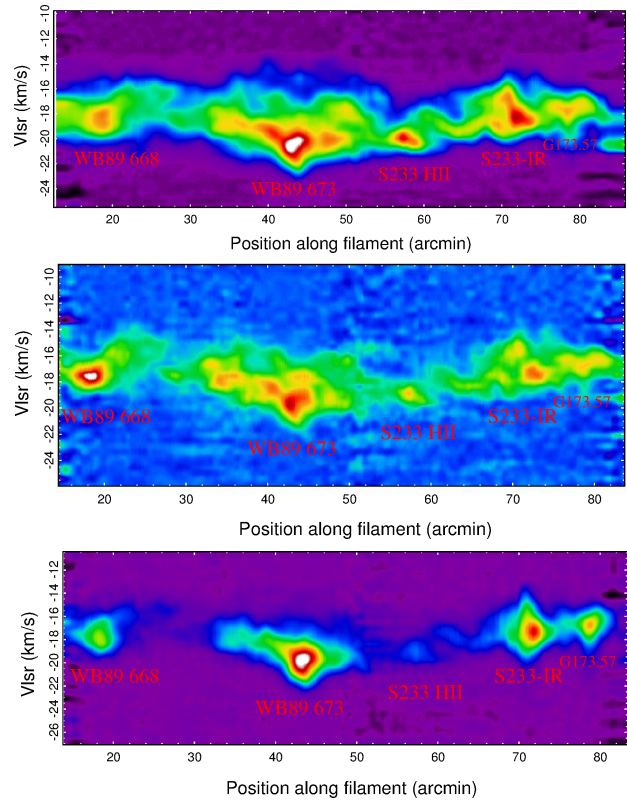 -10
-12
-14
-16
-18
-20
-22
-24
Vlsr (km/s)
WB89 668
WB89 673
S233 HII
S233-IR
G173.57
20
30
40
50
60
70
80
Position along filament (arcmin)
-10
-12
-14
-16
-18
-20
-22
-24
Vlsr (km/s)
WB89 668
WB89 673
S233 HII
S233-IR
G173.57
20
30
40
50
60
70
80
Position along filament (arcmin)
-12
-14
-16
-18
-20
-22
-24
-26
Vlsr (km/s)
WB89 668
WB89 673
S233 HII
S233-IR
G173.57
20
30
40
50
60
70
80
Position along filament (arcmin)